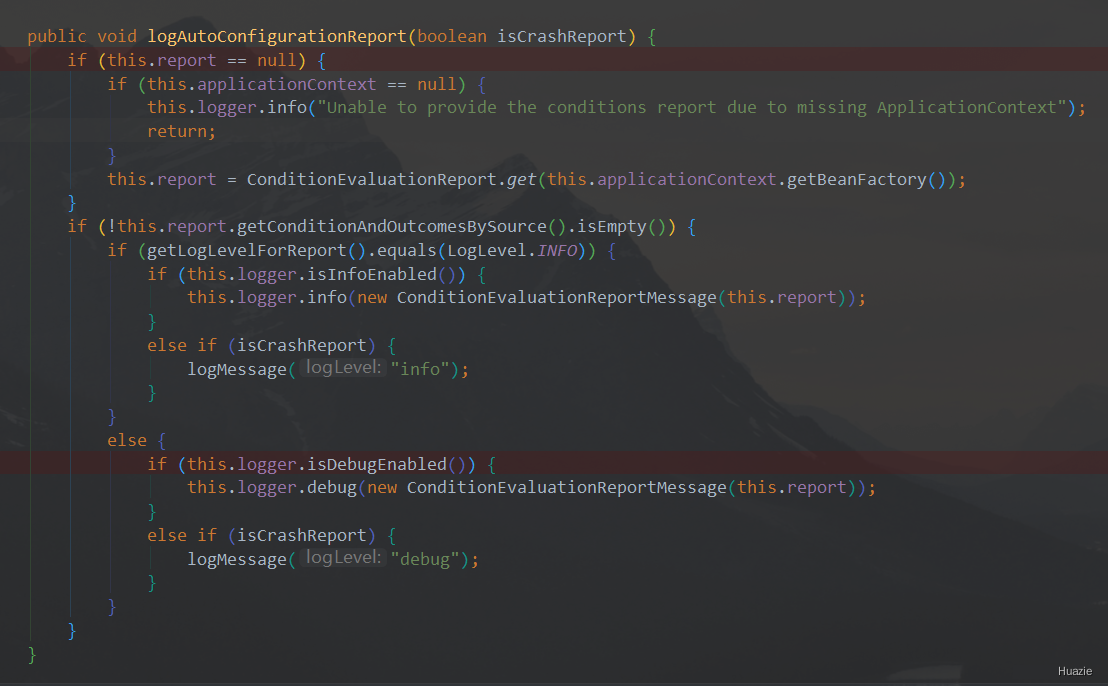 public void logAutoConfigurationReport(boolean isCrashReport) {
if (this.report == null) {
if (this.applicationContext == null) {
this.logger.info("Unable to provide the conditions report due to missing ApplicationContext");
return;
}
this.report = ConditionEvaluationReport.get(this.applicationContext.getBeanFactory());
}
if (!this.report.getConditionAndOutcomesBySource().isEmpty()) {
if (getLogLevelForReport().equals(LogLevel.INFO)) {
if (this.logger.isInfoEnabled()) {
this.logger.info(new ConditionEvaluationReportMessage(this.report));
}
else if (isCrashReport) {
logMessage( logLevel: "info");
}
}
else {
if (this.logger.isDebugEnabled()) {
this.logger.debug(new ConditionEvaluationReportMessage(this.report));
}
else if (isCrashReport) {
logMessage( logLevel: "debug");
}
}
}
}
Huazie